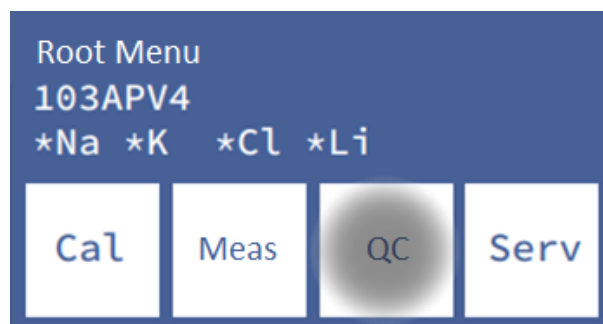 Root Menu
103APV4
*Na *K  *Cl *Li
Cal Meas QC Serv